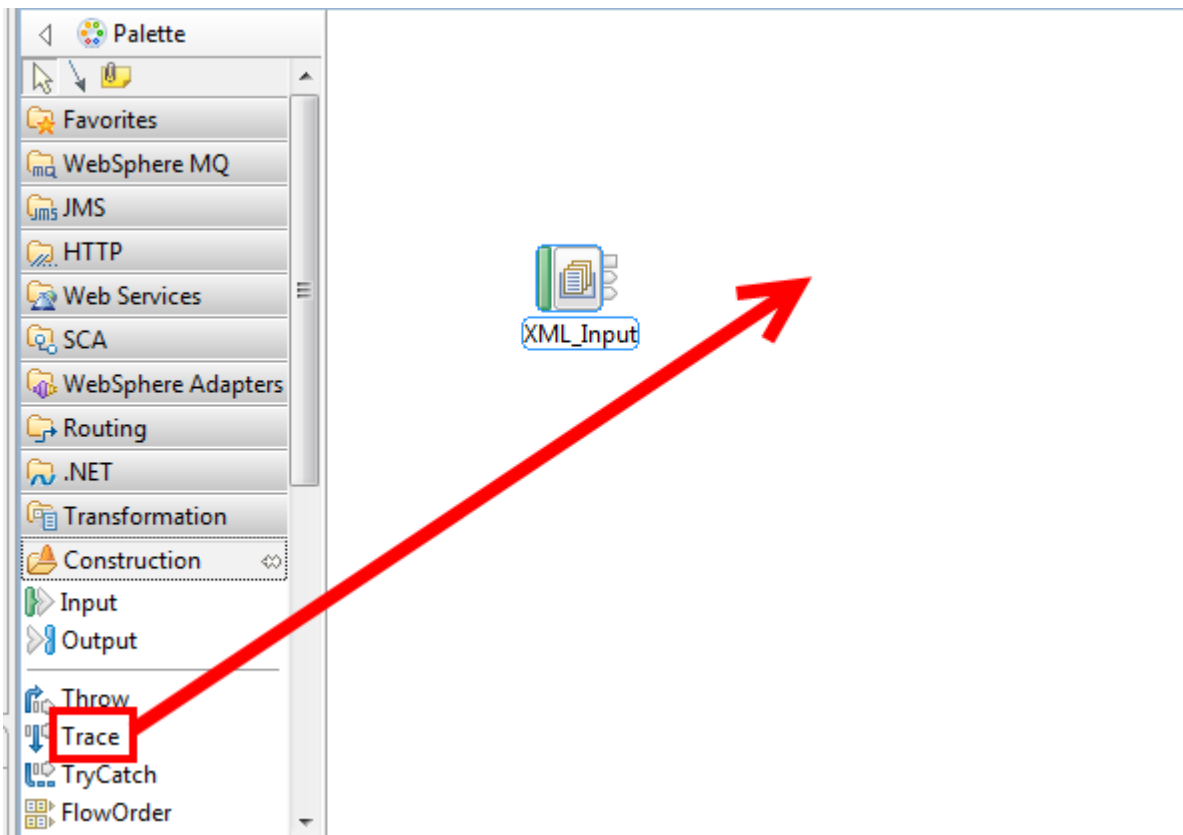 Palette
Favorites
WebSphere MQ
JMS
HTTP
Web Services
SCA
WebSphere Adapters
Routing
.NET
Transformation
Construction
Input
Output
Throw
Trace
TryCatch
FlowOrder
XML_Input